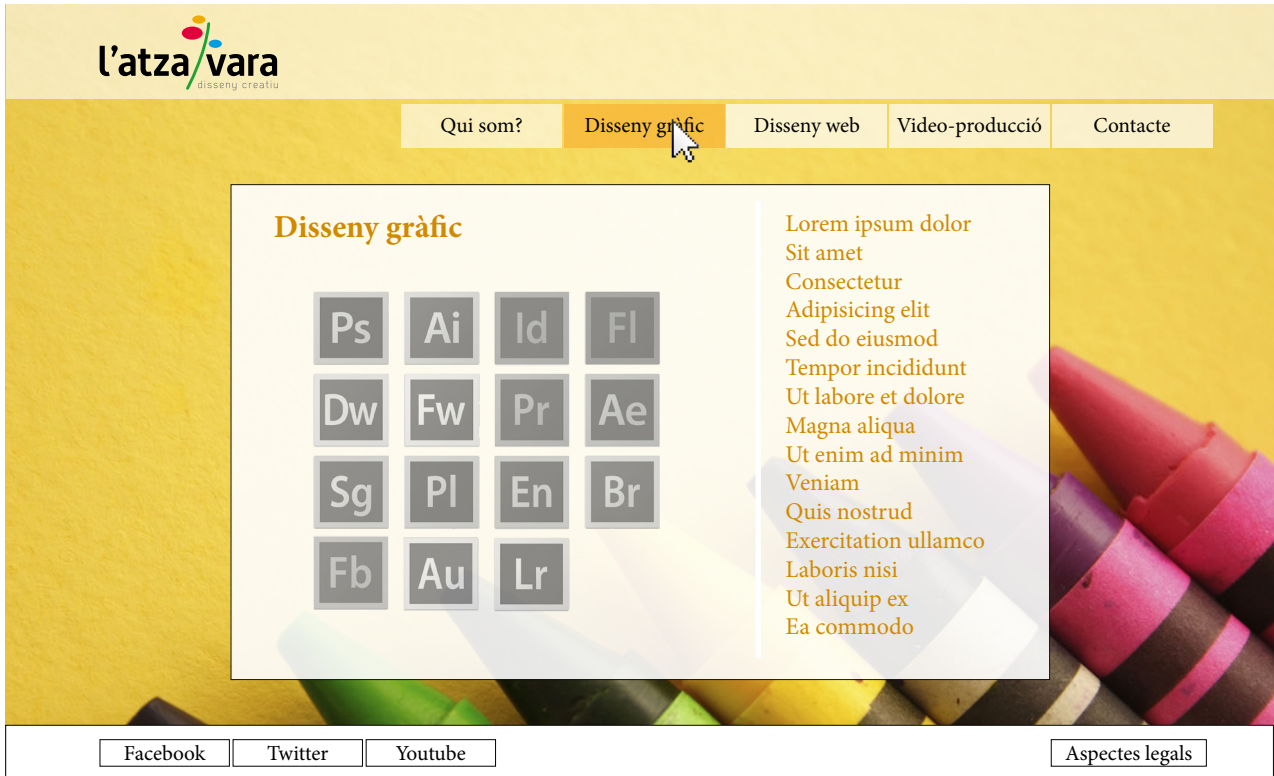 l'atzavara
disseny creatiu
Qui som?
Disseny gràfic
Disseny web
Video-producció
Contacte
Disseny gràfic
Ps Ai Id Fl
Dw Fw Pr Ae
Sg Pl En Br
Fb Au Lr
Lorem ipsum dolor
Sit amet
Consectetur
Adipisicing elit
Sed do eiusmod
Tempor incididunt
Ut labore et dolore
Magna aliqua
Ut enim ad minim
Veniam
Quis nostrud
Exercitation ullamco
Laboris nisi
Ut aliquip ex
Ea commodo
Facebook
Twitter
Youtube
Aspectes legals